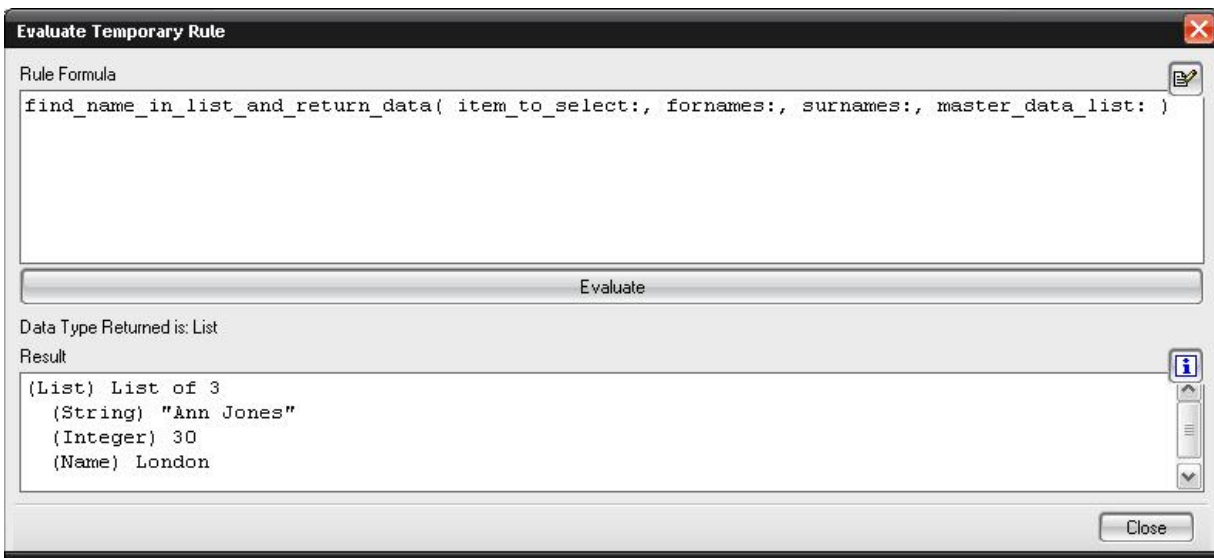 Evaluate Temporary Rule
Rule Formula
find_name_in_list_and_return_data( item_to_select:, fornames:, surnames:, master_data_list: )
Evaluate
Data Type Returned is: List
Result
(List) List of 3
(String) "Ann Jones"
(Integer) 30
(Name) London
Close